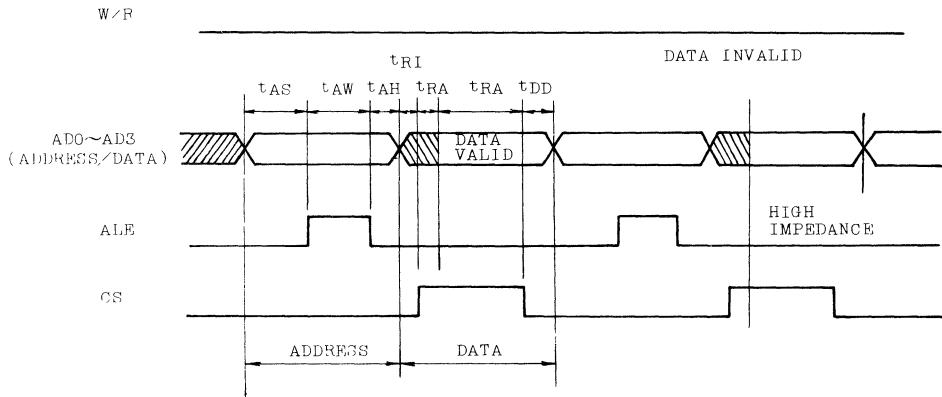 W/R
DATA INVALID
tRI
tAS tAW tAH tRA tRA tDD
AD0~AD3
(ADDRESS/DATA)
DATA
VALID
ALE
HIGH
IMPEDANCE
CS
ADDRESS DATA